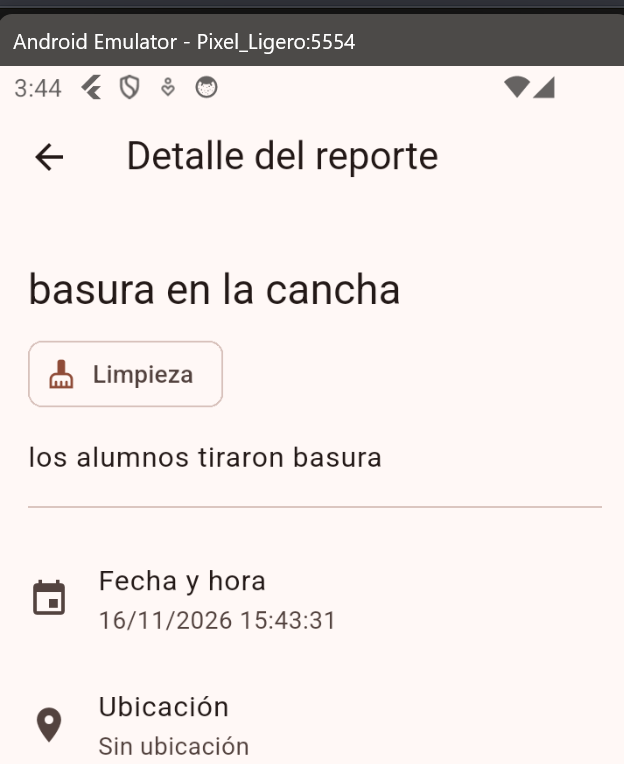 Android Emulator - Pixel_Ligero:5554
3:44
Detalle del reporte
basura en la cancha
Limpieza
los alumnos tiraron basura
Fecha y hora
16/11/2026 15:43:31
Ubicación
Sin ubicación